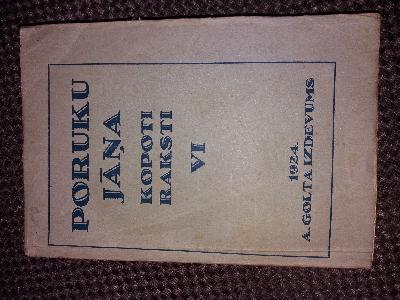 PORUKU
JĀŅA
KOPOTI
RAKSTI
VI
1924.
A. GOLTA IZDEVUMS